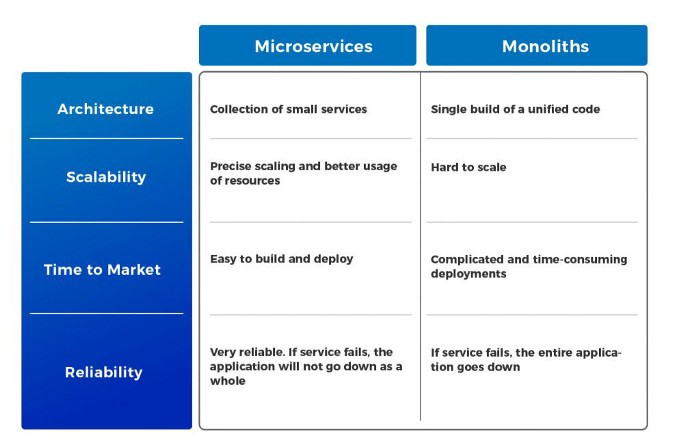 Microservices
Monoliths
Architecture
Collection of small services
Single build of a unified code
Scalability
Precise scaling and better usage
of resources
Hard to scale
Time to Market
Easy to build and deploy
Complicated and time-consuming
deployments
Reliability
Very reliable. If service fails, the
application will not go down as a
whole
If service fails, the entire applica-
tion goes down